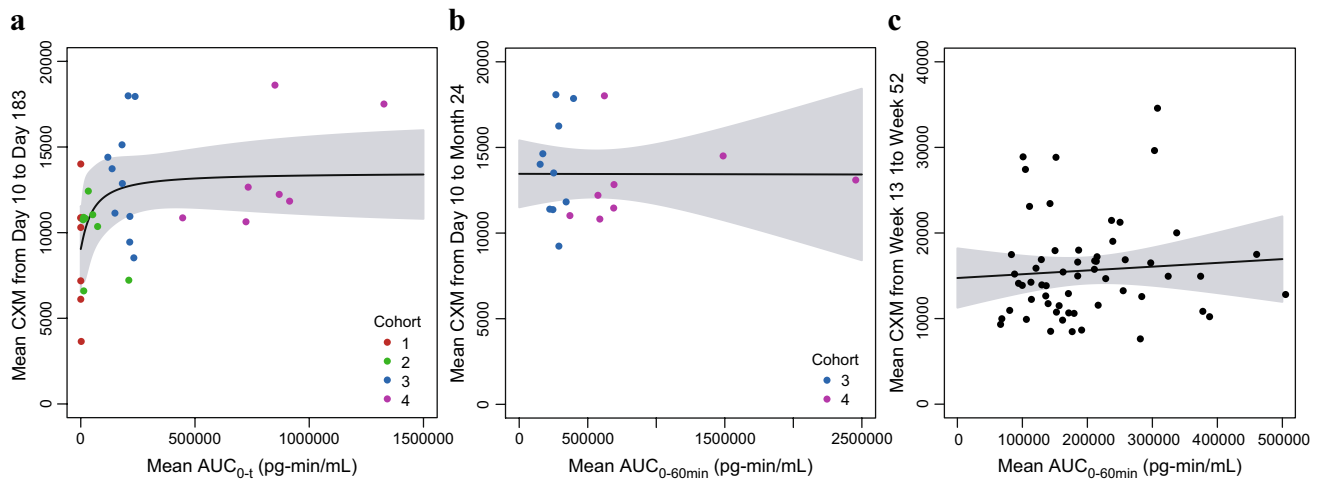 a
Mean CXM from Day 10 to Day 183
20000
15000
10000
5000
0
Cohort
1
2
3
4
0 500000 1000000 1500000
Mean AUC0-t (pg-min/mL)
b
Mean CXM from Day 10 to Month 24
20000
15000
10000
5000
0
Cohort
3
4
0 500000 1500000 2500000
Mean AUC0-60min (pg-min/mL)
c
Mean CXM from Week 13 1to Week 52
40000
30000
20000
10000
0
0 100000 200000 300000 400000 500000
Mean AUC0-60min (pg-min/mL)